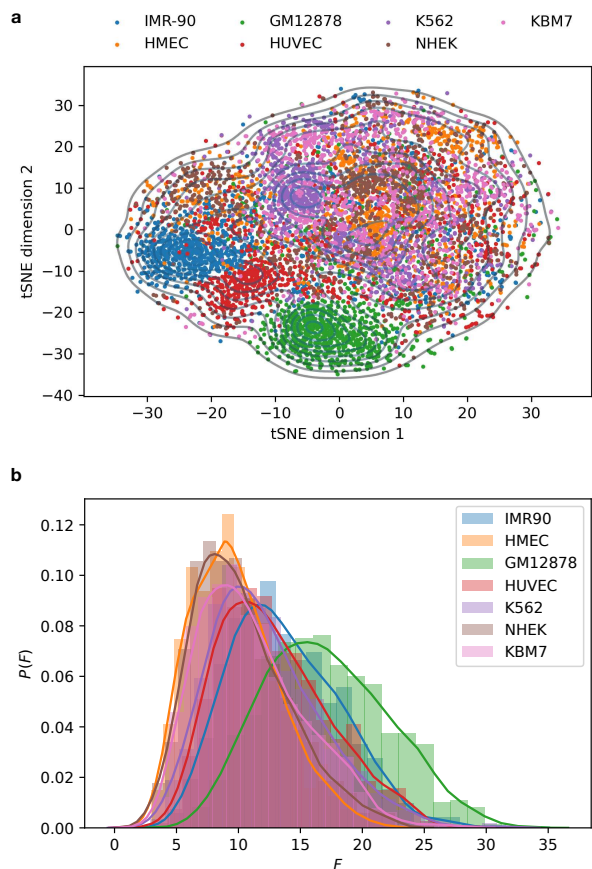 a
IMR-90 GM12878 K562 KBM7
HMEC HUVEC NHEK
30
20
10
0
−10
−20
−30
−40
tSNE dimension 2
−30 −20 −10 0 10 20 30
tSNE dimension 1
b
IMR90
HMEC
GM12878
HUVEC
K562
NHEK
KBM7
0.12
0.10
0.08
0.06
0.04
0.02
0.00
P(F)
0 5 10 15 20 25 30 35
F